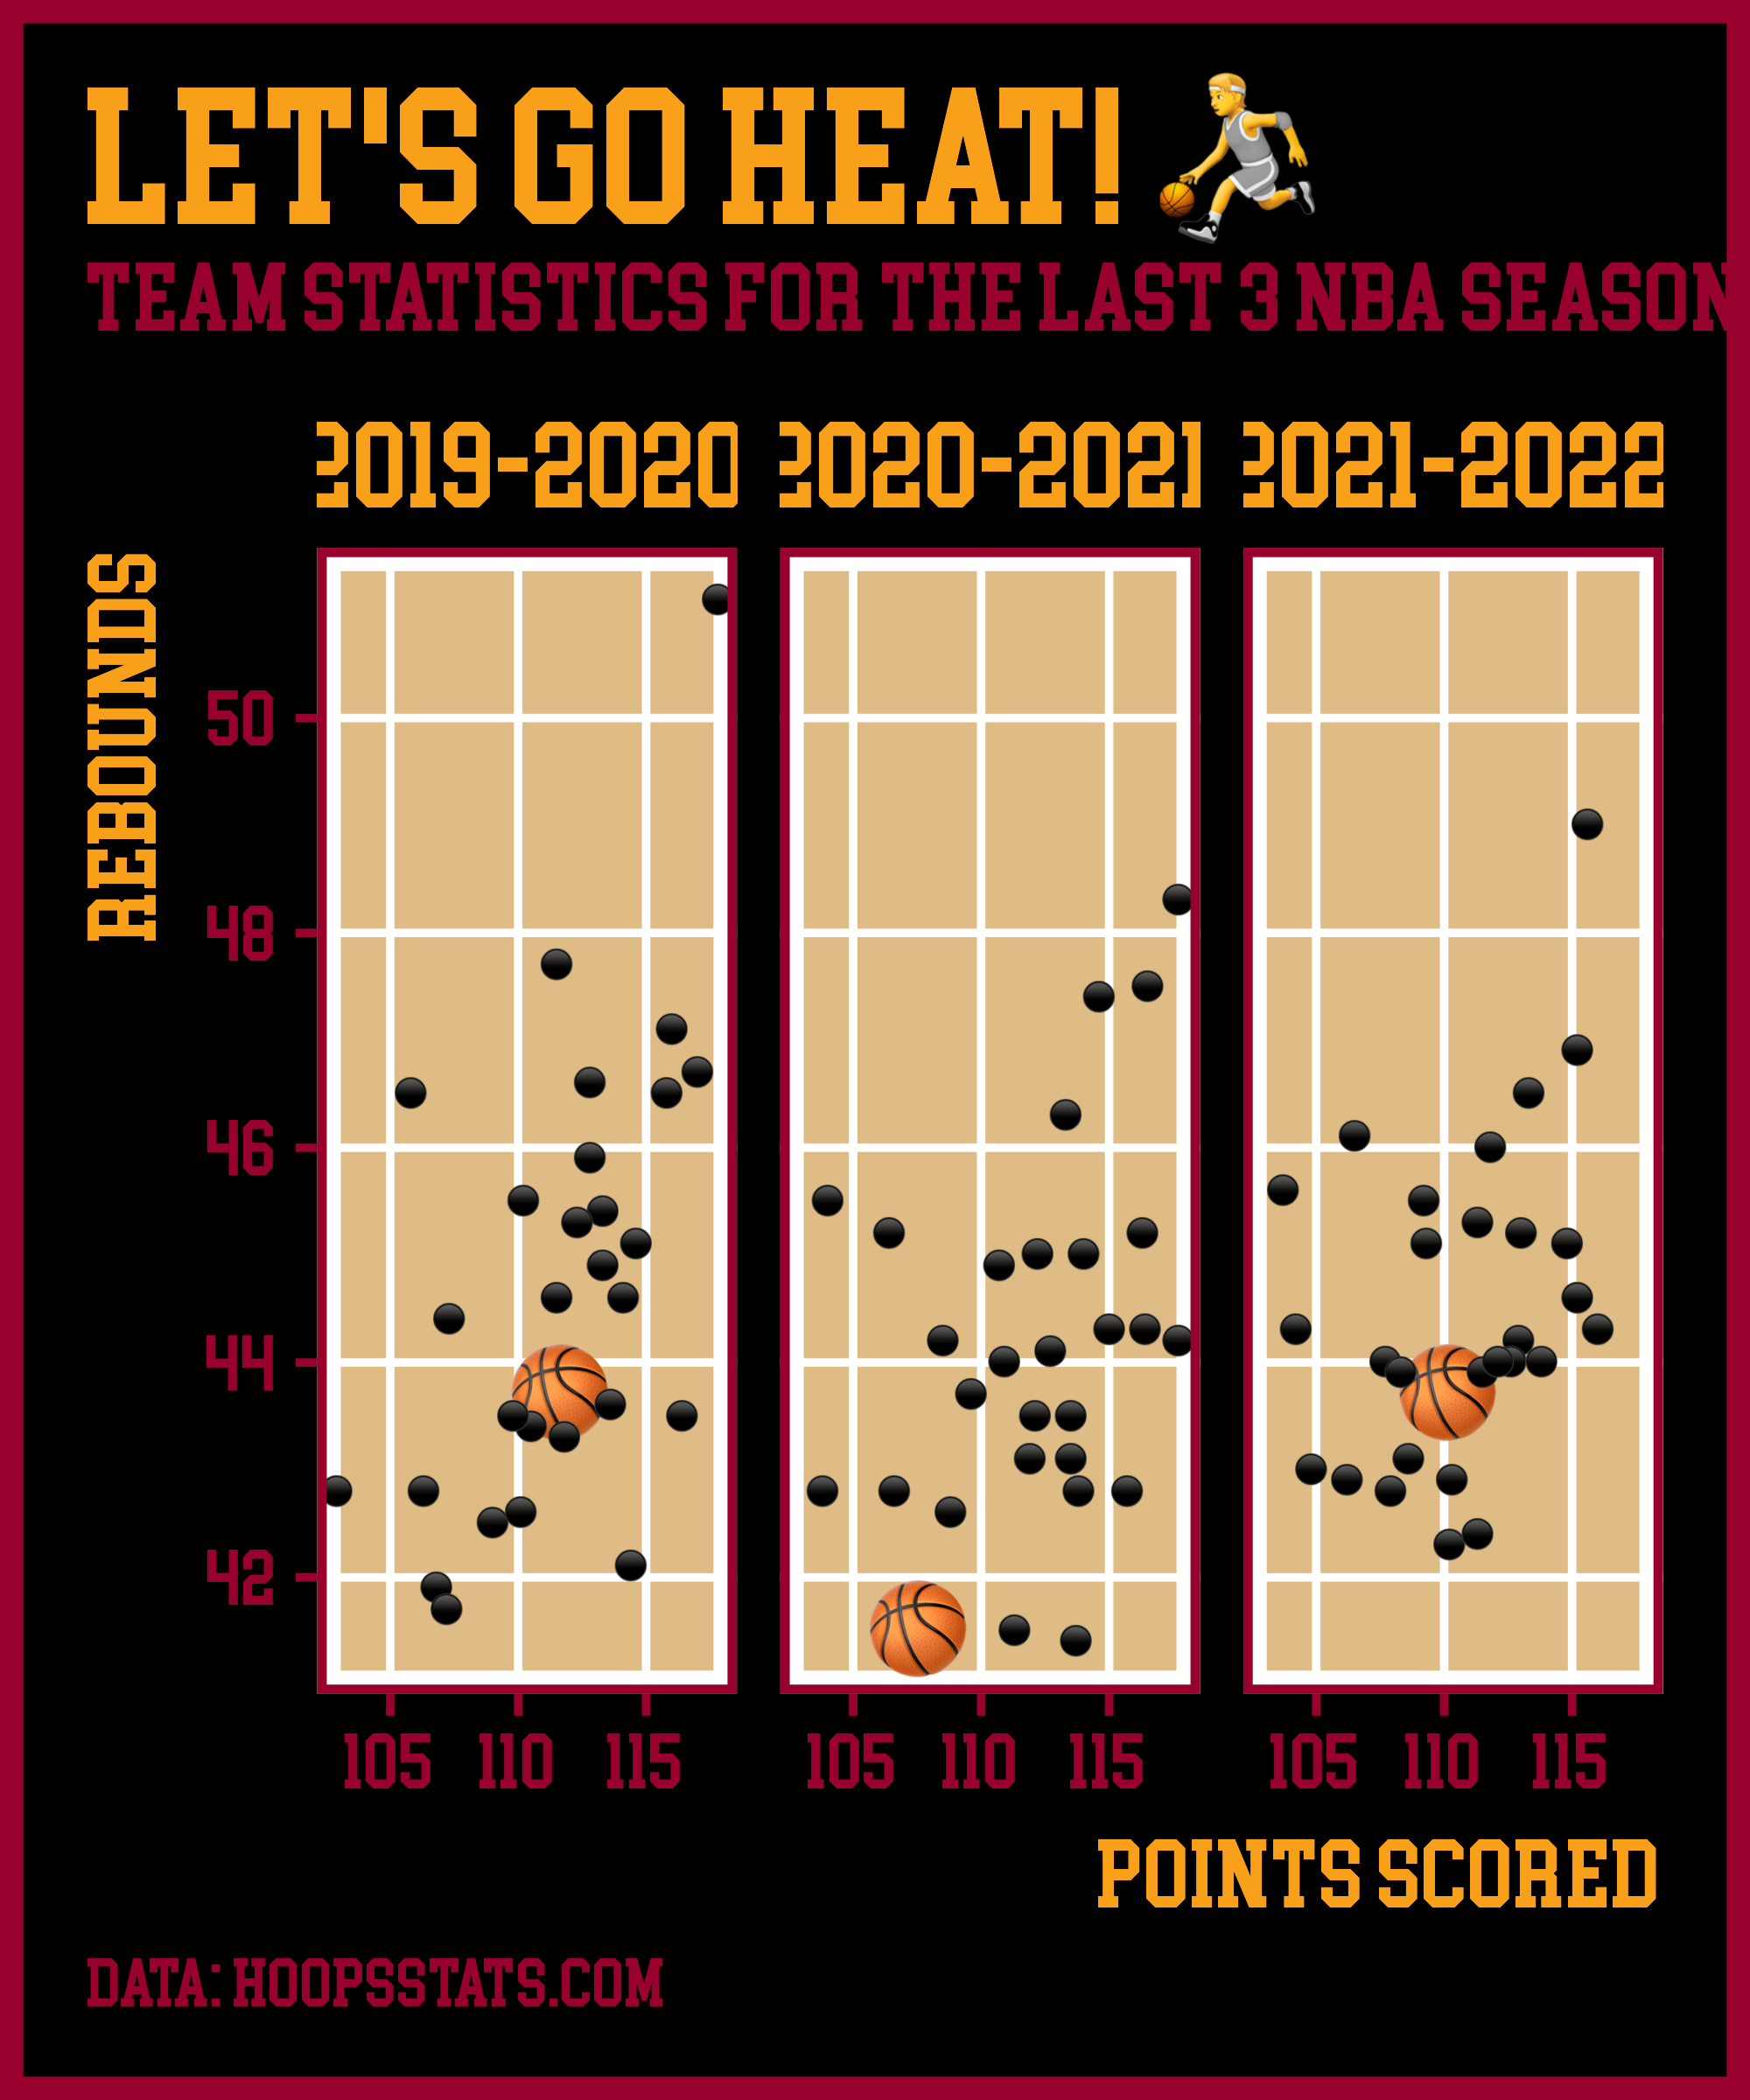 LET'S GO HEAT!
TEAM STATISTICS FOR THE LAST 3 NBA SEASON
2019-2020 2020-2021 2021-2022
REBOUNDS
50
48
46
44
42
105 110 115 105 110 115 105 110 115
POINTS SCORED
DATA: HOOPSSTATS.COM